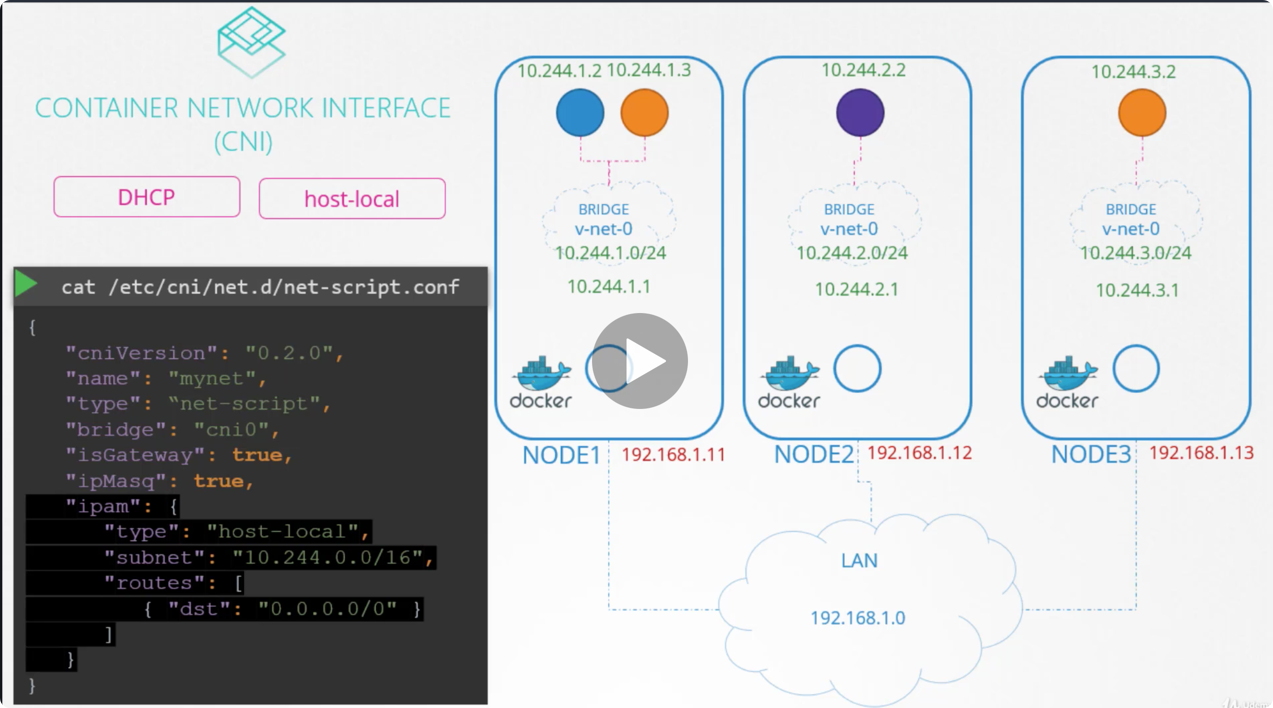 CONTAINER NETWORK INTERFACE
(CNI)
DHCP
host-local
cat /etc/cni/net.d/net-script.conf
{
"cniVersion": "0.2.0",
"name": "mynet",
"type": “net-script",
"bridge": "cni0",
"isGateway": true,
"ipMasq": true,
"ipam": {
"type": "host-local",
"subnet": "10.244.0.0/16",
"routes": [
{ "dst": "0.0.0.0/0" }
]
}
}
10.244.1.2 10.244.1.3
BRIDGE
v-net-0
10.244.1.0/24
10.244.1.1
docker
NODE1 192.168.1.11
10.244.2.2
BRIDGE
v-net-0
10.244.2.0/24
10.244.2.1
docker
NODE2 192.168.1.12
10.244.3.2
BRIDGE
v-net-0
10.244.3.0/24
10.244.3.1
docker
NODE3 192.168.1.13
LAN
192.168.1.0